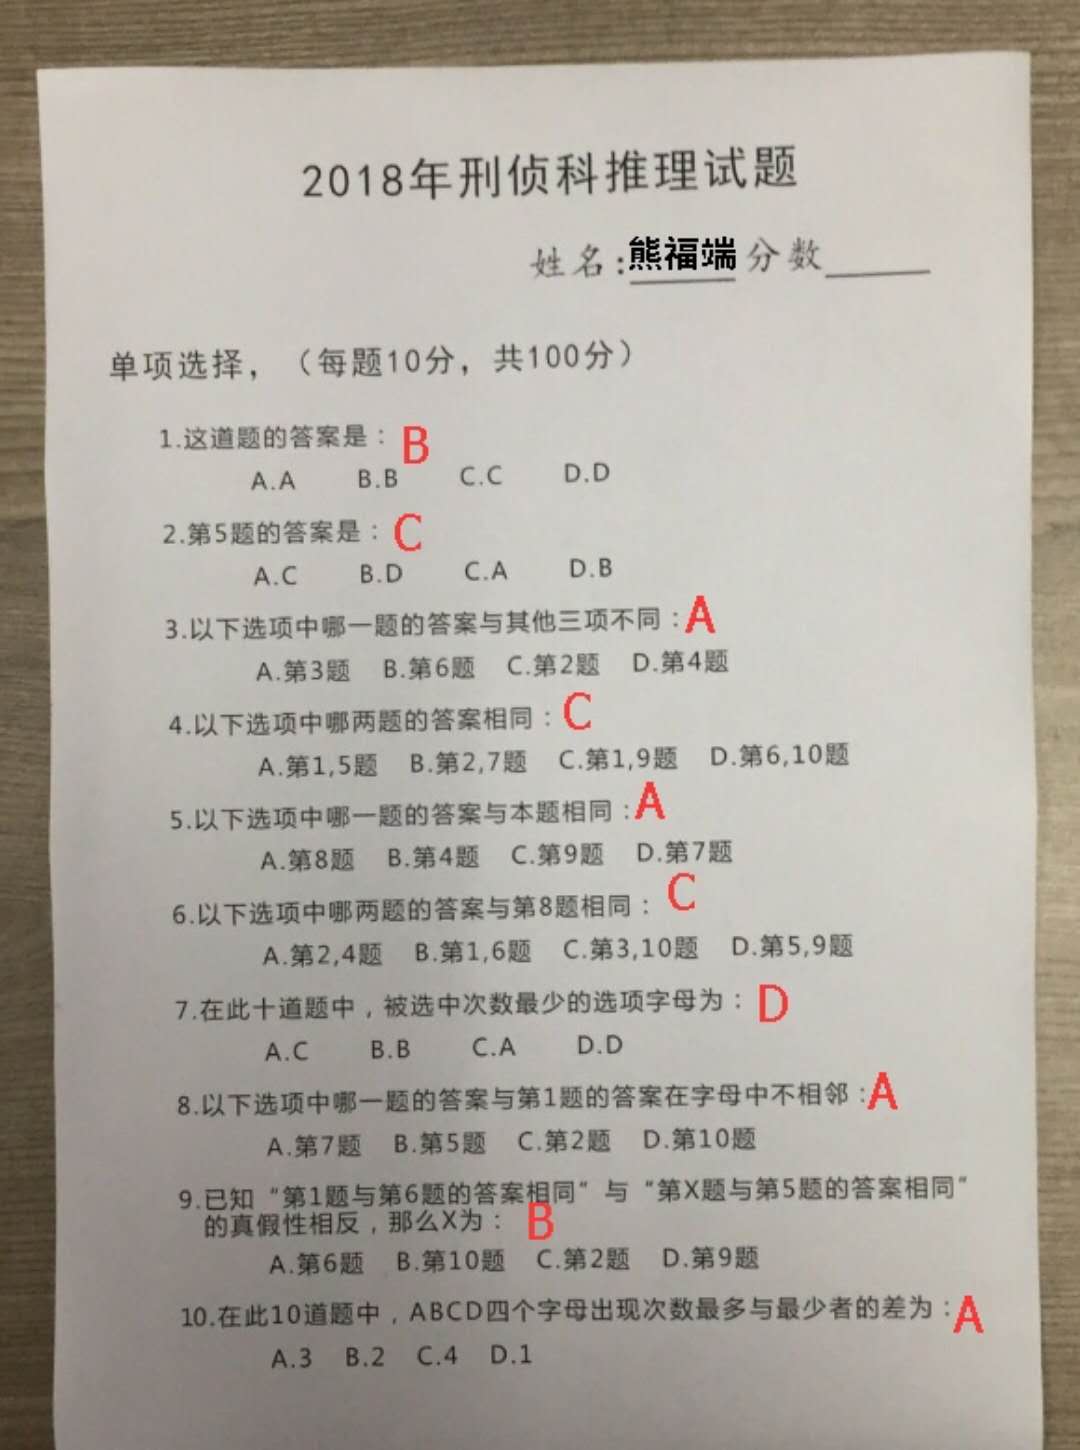 2018年刑侦科推理试题
姓名:熊福端 分数
单项选择，（每题10分，共100分）
1.这道题的答案是： B
A.A B.B C.C D.D
2.第5题的答案是： C
A.C B.D C.A D.B
3.以下选项中哪一题的答案与其他三项不同：A
A.第3题 B.第6题 C.第2题 D.第4题
4.以下选项中哪两题的答案相同：C
A.第1,5题 B.第2,7题 C.第1,9题 D.第6,10题
5.以下选项中哪一题的答案与本题相同：A
A.第8题 B.第4题 C.第9题 D.第7题
6.以下选项中哪两题的答案与第8题相同： C
A.第2,4题 B.第1,6题 C.第3,10题 D.第5,9题
7.在此十道题中，被选中次数最少的选项字母为： D
A.C B.B C.A D.D
8.以下选项中哪一题的答案与第1题的答案在字母中不相邻：A
A.第7题 B.第5题 C.第2题 D.第10题
9.已知“第1题与第6题的答案相同”与“第X题与第5题的答案相同”
的真假性相反，那么X为： B
A.第6题 B.第10题 C.第2题 D.第9题
10.在此10道题中，ABCD四个字母出现次数最多与最少者的差为：A
A.3 B.2 C.4 D.1